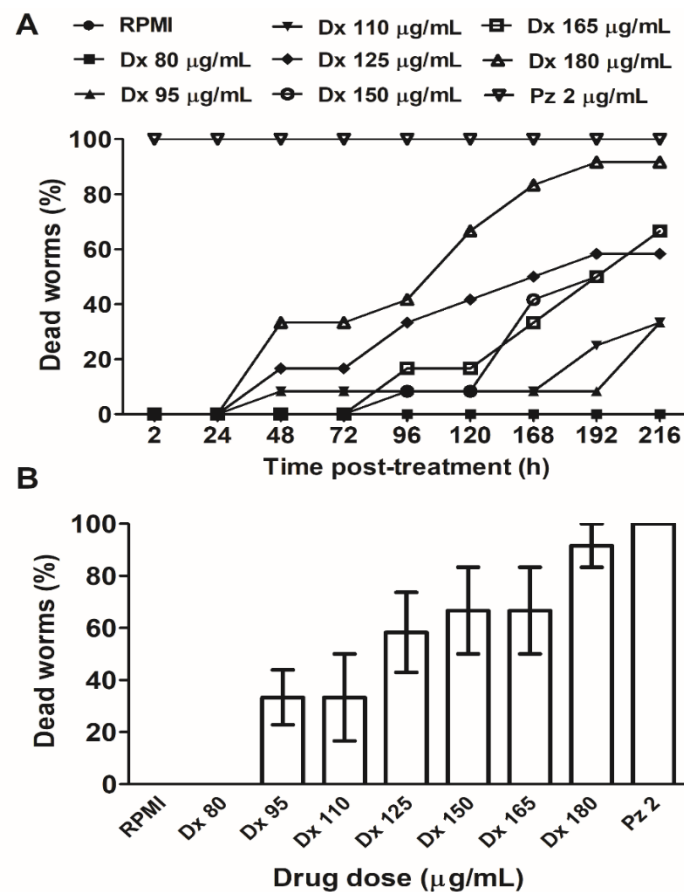 A
RPMI Dx 110 μg/mL Dx 165 μg/mL
Dx 80 μg/mL Dx 125 μg/mL Dx 180 μg/mL
Dx 95 μg/mL Dx 150 μg/mL Pz 2 μg/mL
Dead worms (%)
100
80
60
40
20
0
2 24 48 72 96 120 168 192 216
Time post-treatment (h)
B
Dead worms (%)
100
80
60
40
20
0
RPMI Dx 80 Dx 95 Dx 110 Dx 125 Dx 150 Dx 165 Dx 180 Pz 2
Drug dose (μg/mL)